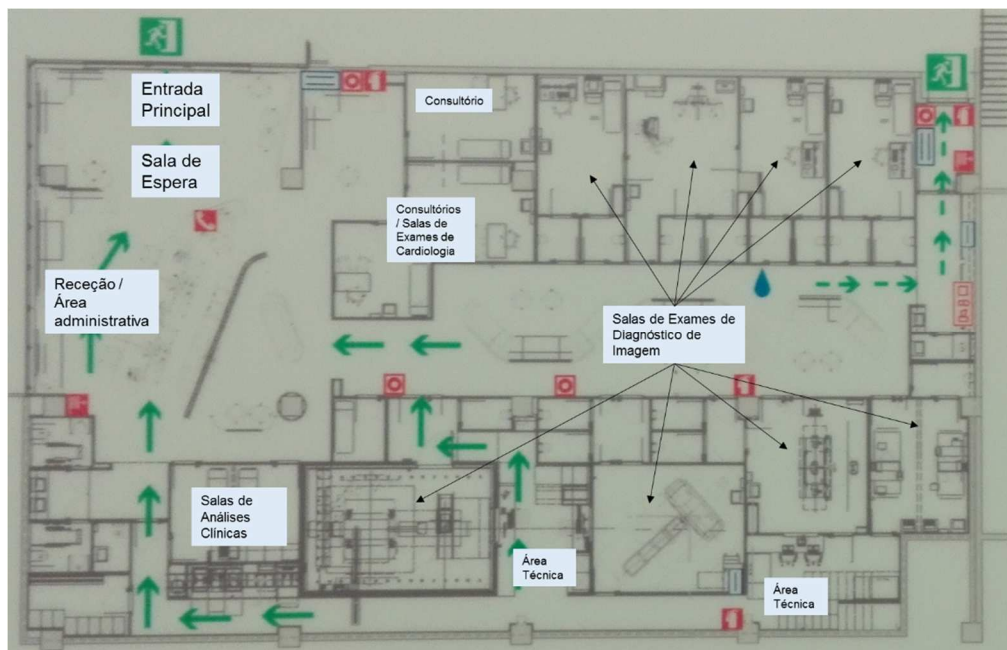 Entrada
Principal
Sala de
Espera
Receção /
Área
administrativa
Consultório
Consultórios
/ Salas de
Exames de
Cardiologia
Salas de Exames de
Diagnóstico de
Imagem
Salas de
Análises
Clínicas
Área
Técnica
Área
Técnica